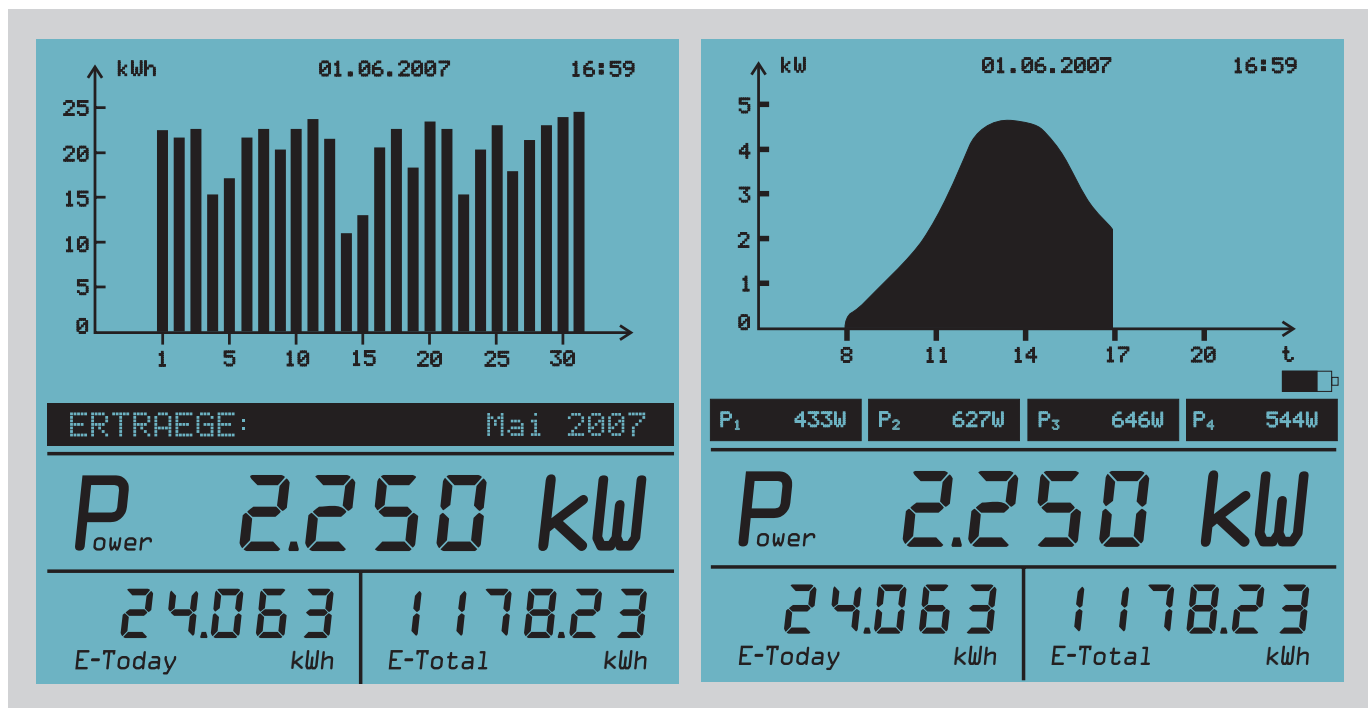 kWh 01.06.2007 16:59
25
20
15
10
5
0
1 5 10 15 20 25 30
ERTRAEGE: Mai 2007
Power 2.250 kW
24.063 1178.23
E-Today kWh E-Total kWh
kW 01.06.2007 16:59
5
4
3
2
1
0
8 11 14 17 20 t
P₁ 433W P₂ 627W P₃ 646W P₄ 544W
Power 2.250 kW
24.063 1178.23
E-Today kWh E-Total kWh